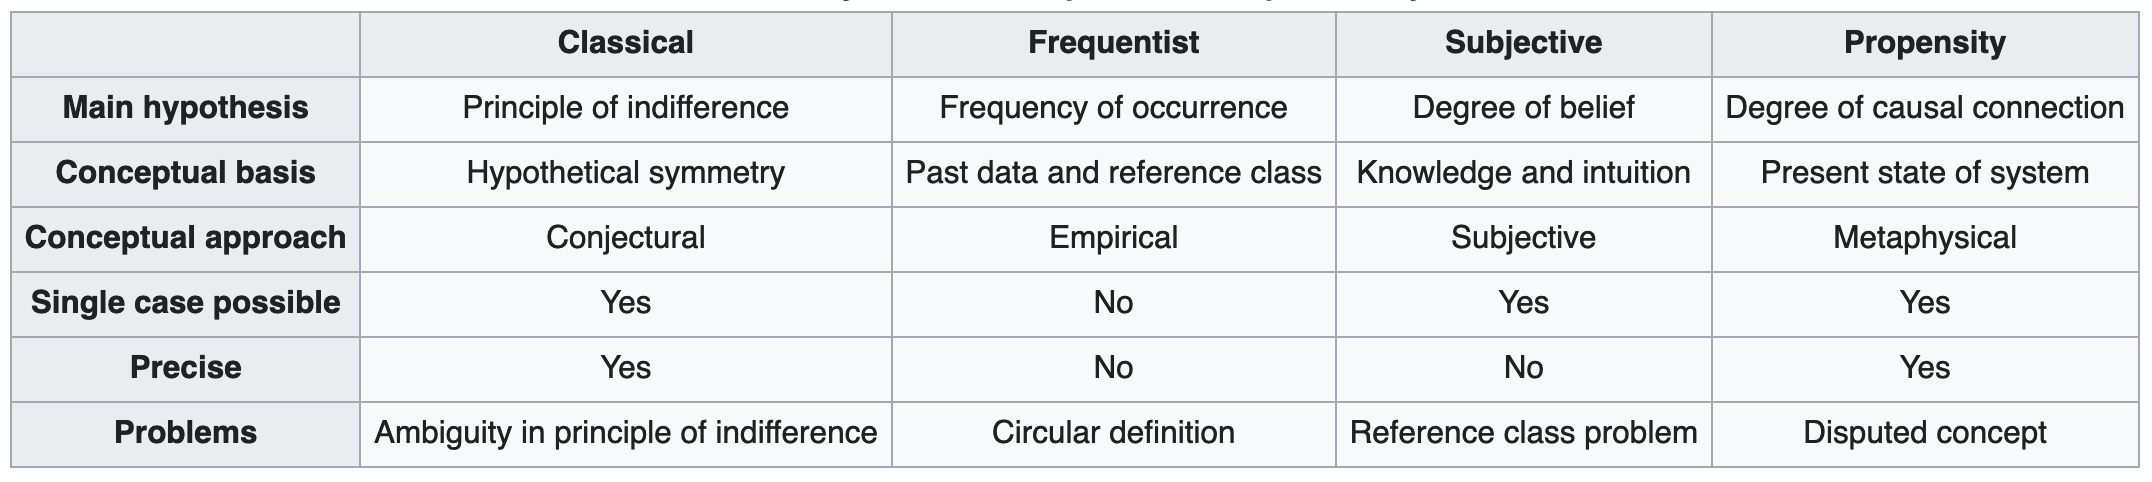 Classical Frequentist Subjective Propensity
Main hypothesis Principle of indifference Frequency of occurrence Degree of belief Degree of causal connection
Conceptual basis Hypothetical symmetry Past data and reference class Knowledge and intuition Present state of system
Conceptual approach Conjectural Empirical Subjective Metaphysical
Single case possible Yes No Yes Yes
Precise Yes No No Yes
Problems Ambiguity in principle of indifference Circular definition Reference class problem Disputed concept